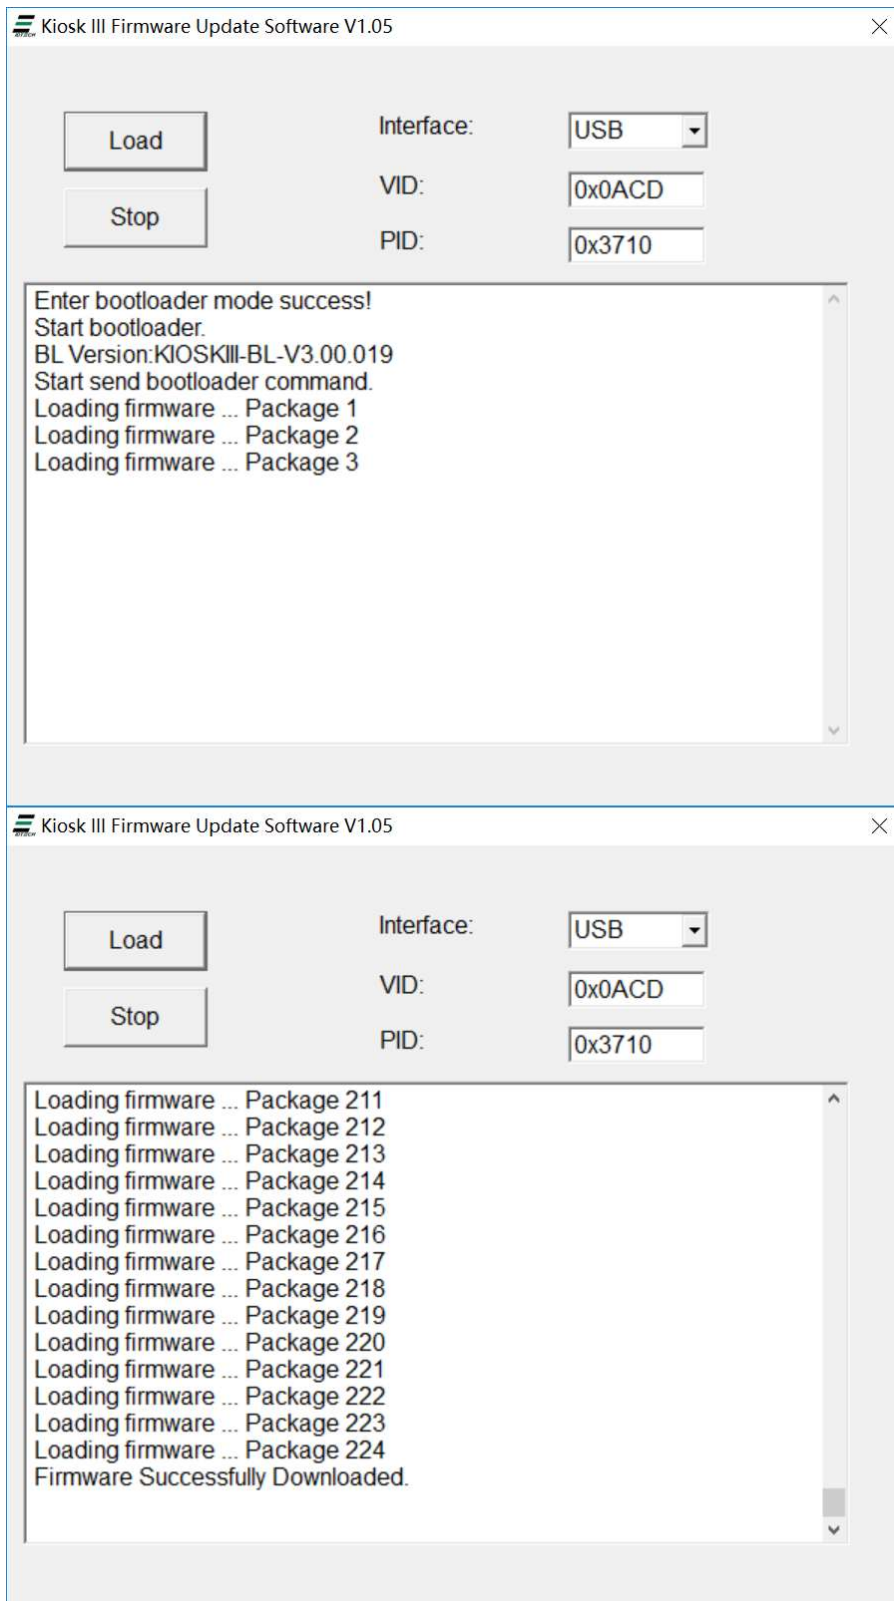 Kiosk III Firmware Update Software V1.05
Load
Stop
Interface:
USB
VID:
0x0ACD
PID:
0x3710
Enter bootloader mode success!
Start bootloader.
BL Version:KIOSKIII-BL-V3.00.019
Start send bootloader command.
Loading firmware ... Package 1
Loading firmware ... Package 2
Loading firmware ... Package 3
Kiosk III Firmware Update Software V1.05
Load
Stop
Interface:
USB
VID:
0x0ACD
PID:
0x3710
Loading firmware ... Package 211
Loading firmware ... Package 212
Loading firmware ... Package 213
Loading firmware ... Package 214
Loading firmware ... Package 215
Loading firmware ... Package 216
Loading firmware ... Package 217
Loading firmware ... Package 218
Loading firmware ... Package 219
Loading firmware ... Package 220
Loading firmware ... Package 221
Loading firmware ... Package 222
Loading firmware ... Package 223
Loading firmware ... Package 224
Firmware Successfully Downloaded.